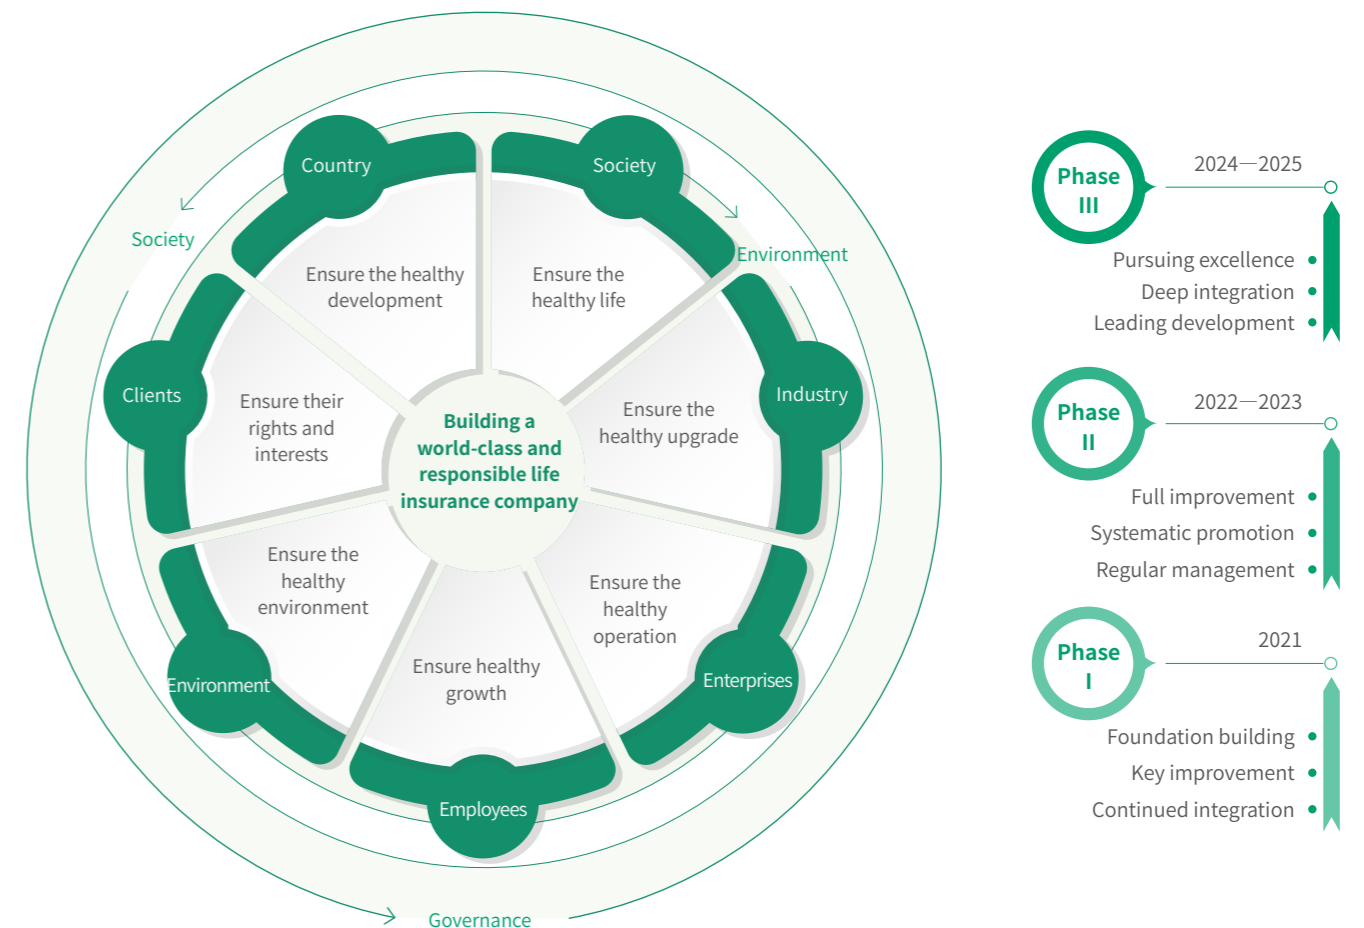 Country
Society
Society
Environment
Ensure the healthy
development
Ensure the
healthy life
Clients
Industry
Ensure their
rights and
interests
Ensure the
healthy upgrade
Building a
world-class and
responsible life
insurance company
Ensure the
healthy
environment
Ensure the
healthy
operation
Ensure healthy
growth
Environment
Enterprises
Employees
Governance
Phase
III
2024—2025
Pursuing excellence
Deep integration
Leading development
Phase
II
2022—2023
Full improvement
Systematic promotion
Regular management
Phase
I
2021
Foundation building
Key improvement
Continued integration